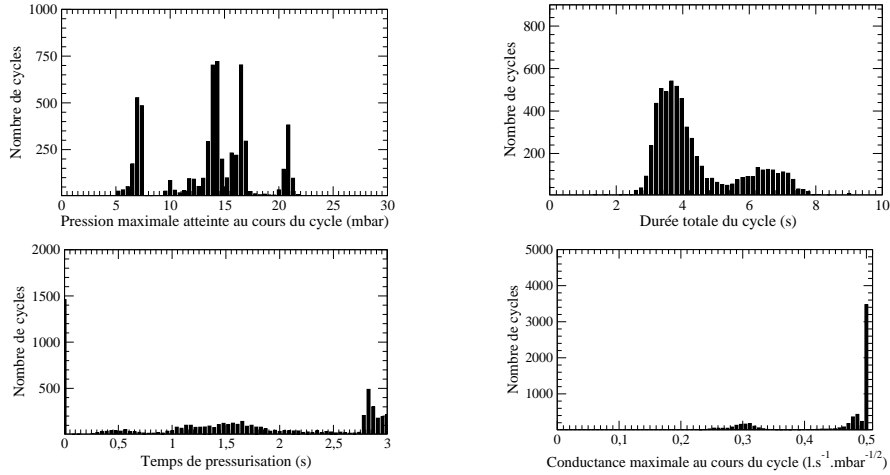 1000
750
500
250
Nombre de cycles
0 5 10 15 20 25 30
Pression maximale atteinte au cours du cycle (mbar)
800
600
400
200
Nombre de cycles
0 2 4 6 8 10
Durée totale du cycle (s)
2000
1500
1000
500
Nombre de cycles
0 0,5 1 1,5 2 2,5 3
Temps de pressurisation (s)
5000
4000
3000
2000
1000
Nombre de cycles
0 0,1 0,2 0,3 0,4 0,5
Conductance maximale au cours du cycle (l.s⁻¹.mbar⁻¹/²)